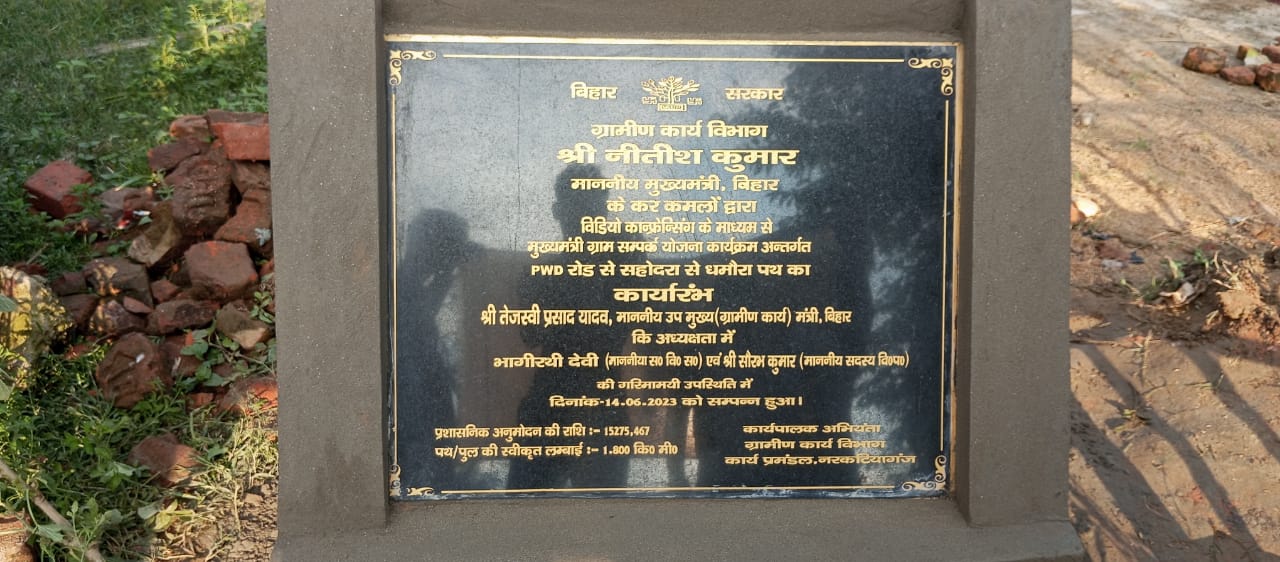 बिहार सरकार
ग्रामीण कार्य विभाग
श्री नीतीश कुमार
माननीय मुख्यमंत्री, बिहार
के कर कमलों द्वारा
विडियो कान्फ्रेन्सिंग के माध्यम से
मुख्यमंत्री ग्राम सम्पर्क योजना कार्यक्रम अन्तर्गत
PWD रोड से सहोदरा से धमौरा पथ का
कार्यारंभ
श्री तेजस्वी प्रसाद यादव, माननीय उप मुख्य(ग्रामीण कार्य) मंत्री, बिहार
कि अध्यक्षता में
भागीरथी देवी (माननीया स० वि० स०) एवं श्री सौरभ कुमार (माननीय सदस्य वि०प०)
की गरिमामयी उपस्थिति में
दिनांक-14.06.2023 को सम्पन्न हुआ।
प्रशासनिक अनुमोदन की राशि :- 15275,467
पथ/पुल की स्वीकृत लम्बाई :- 1.800 कि० मी०
कार्यपालक अभियंता
ग्रामीण कार्य विभाग
कार्य प्रमंडल,नरकटियागंज